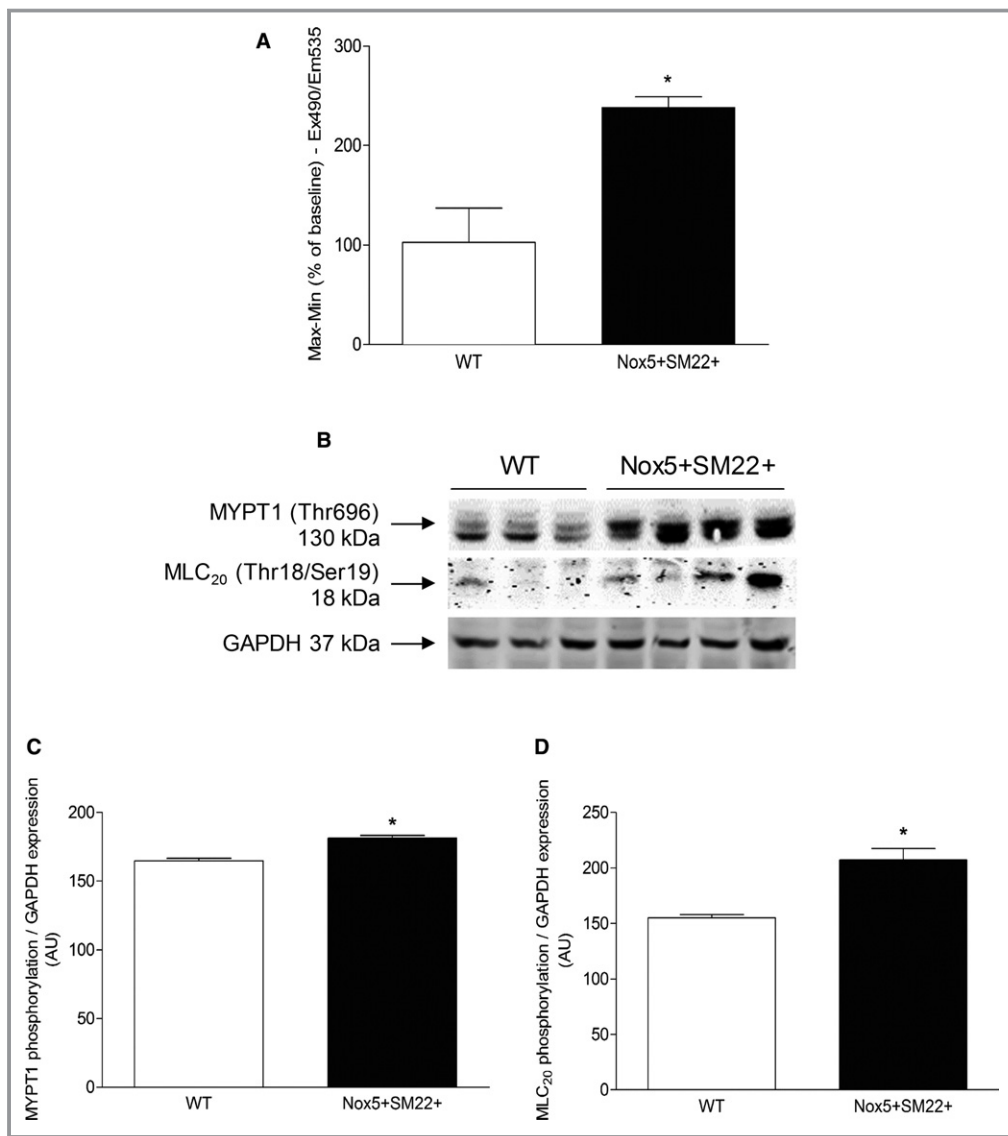 A
Max-Min (% of baseline) - Ex490/Em535
300
*
200
100
0
WT
Nox5+SM22+
B
WT
Nox5+SM22+
MYPT1 (Thr696)
130 kDa
MLC₂₀ (Thr18/Ser19)
18 kDa
GAPDH 37 kDa
C
MYPT1 phosphorylation / GAPDH expression
(AU)
200
*
150
100
50
0
WT
Nox5+SM22+
D
MLC₂₀ phosphorylation / GAPDH expression
(AU)
250
*
200
150
100
50
0
WT
Nox5+SM22+